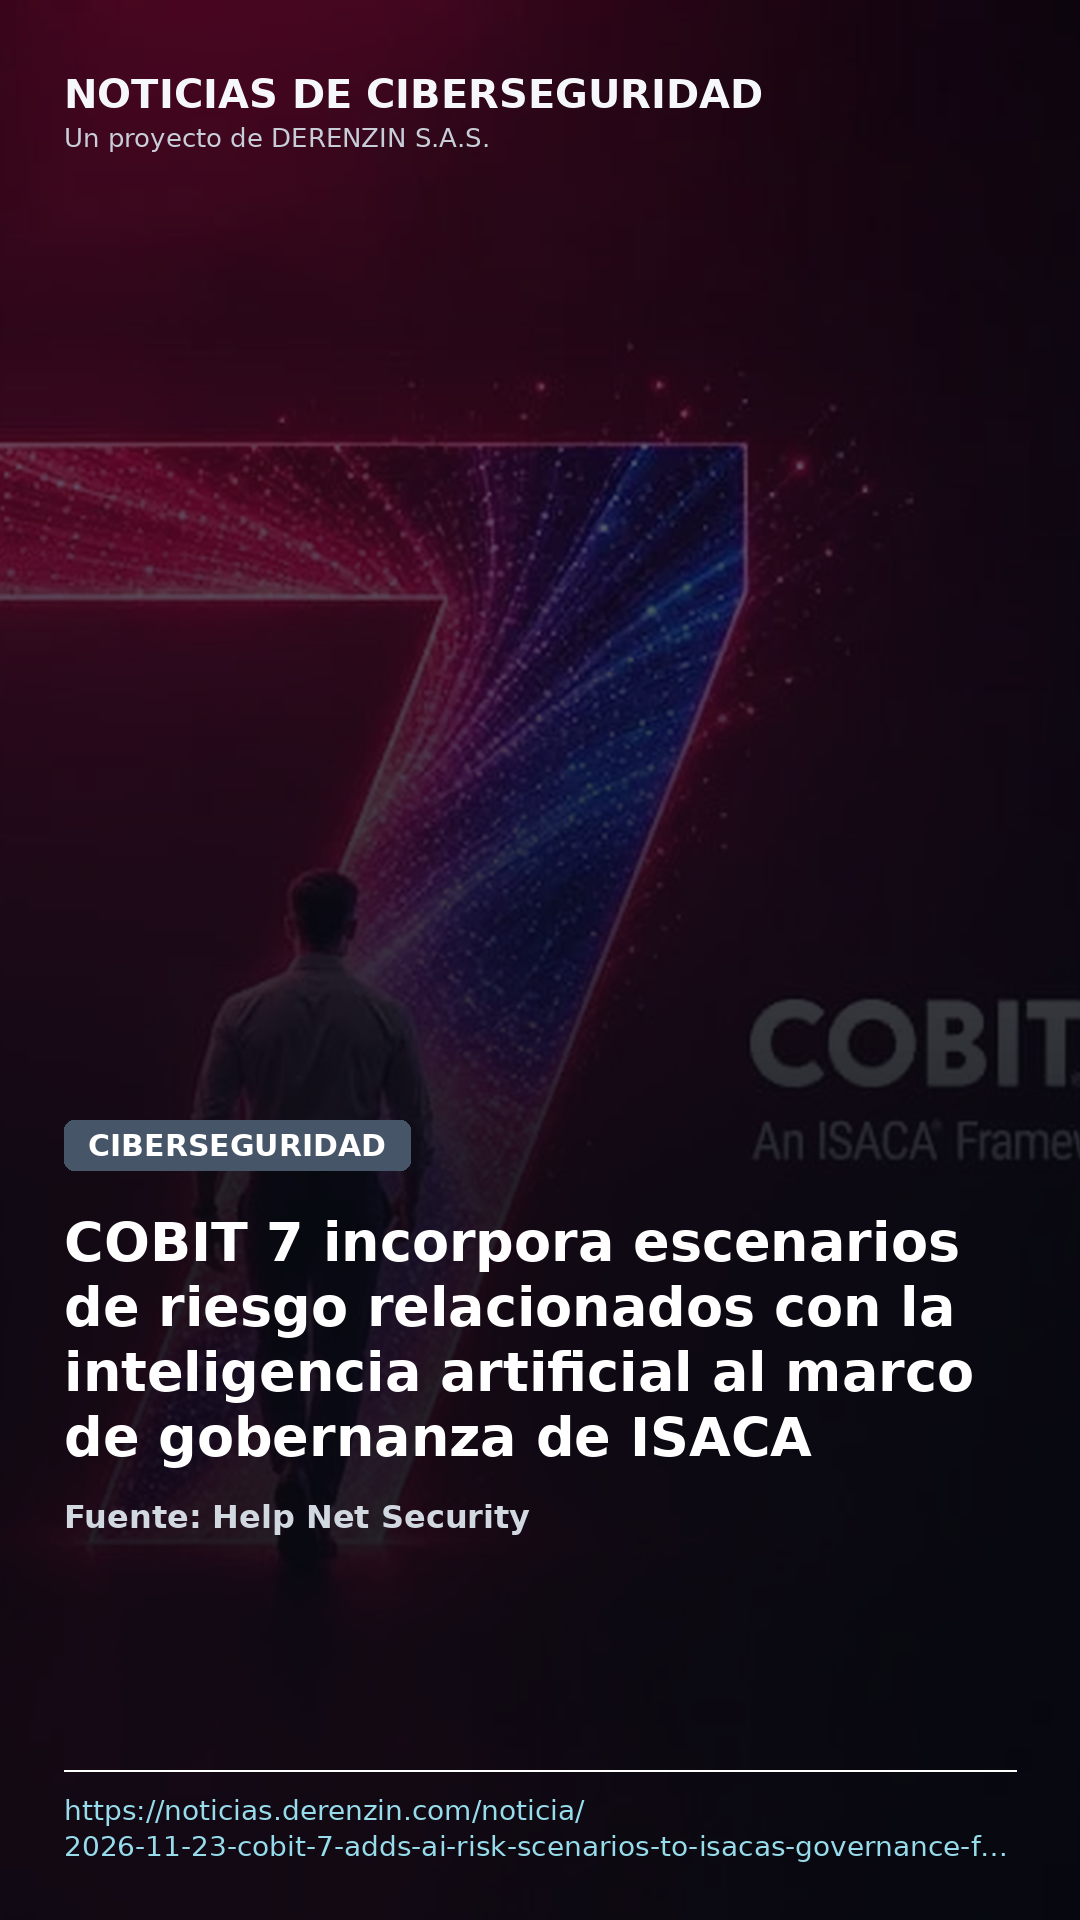 NOTICIAS DE CIBERSEGURIDAD
Un proyecto de DERENZIN S.A.S.
COBIT
An ISACA® Framew
CIBERSEGURIDAD
COBIT 7 incorpora escenarios
de riesgo relacionados con la
inteligencia artificial al marco
de gobernanza de ISACA
Fuente: Help Net Security
https://noticias.derenzin.com/noticia/
2026-11-23-cobit-7-adds-ai-risk-scenarios-to-isacas-governance-f...